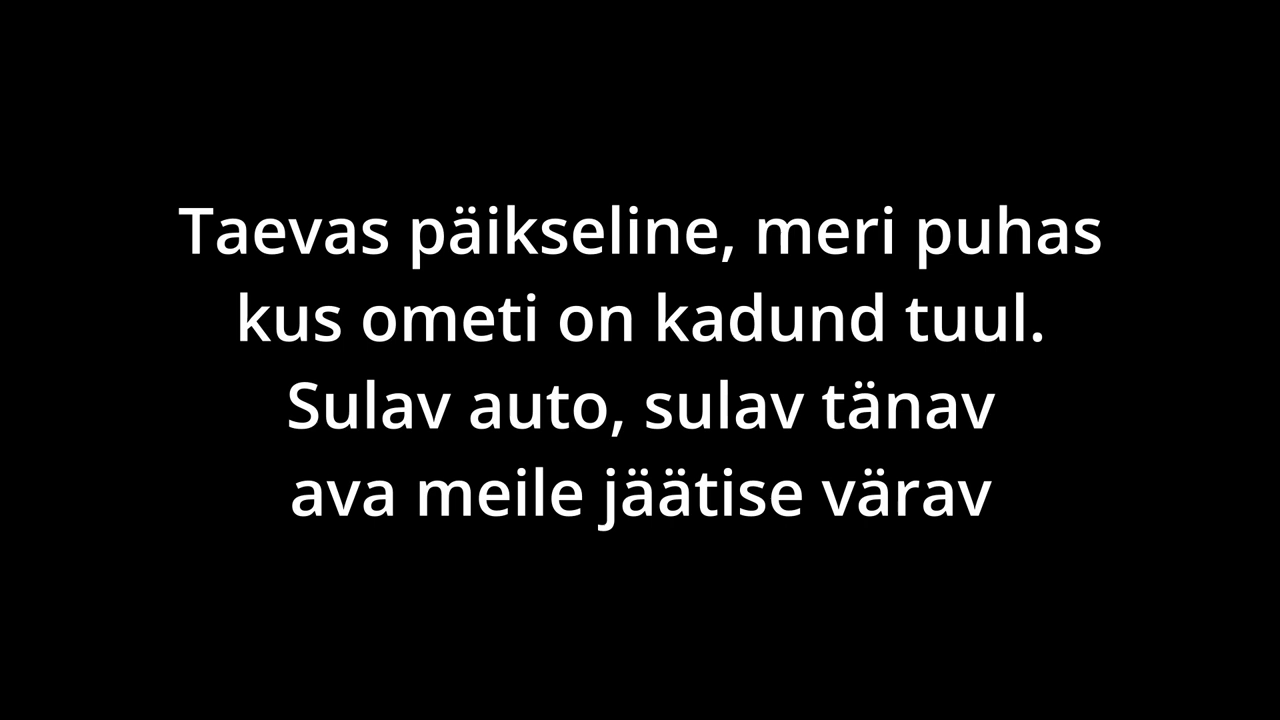 Taevas päikseline, meri puhas
kus ometi on kadund tuul.
Sulav auto, sulav tänav
ava meile jäätise värav